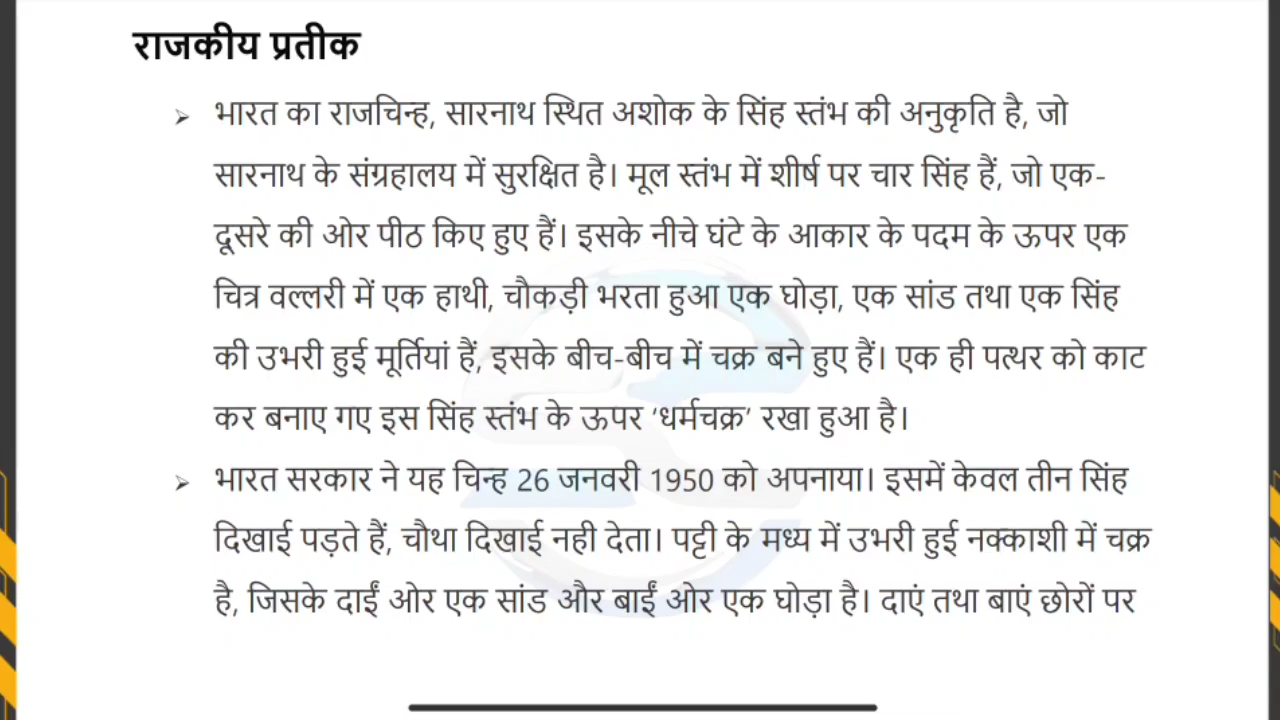 राजकीय प्रतीक
➢ भारत का राजचिन्ह, सारनाथ स्थित अशोक के सिंह स्तंभ की अनुकृति है, जो
सारनाथ के संग्रहालय में सुरक्षित है। मूल स्तंभ में शीर्ष पर चार सिंह हैं, जो एक-
दूसरे की ओर पीठ किए हुए हैं। इसके नीचे घंटे के आकार के पदम के ऊपर एक
चित्र वल्लरी में एक हाथी, चौकड़ी भरता हुआ एक घोड़ा, एक सांड तथा एक सिंह
की उभरी हुई मूर्तियां हैं, इसके बीच-बीच में चक्र बने हुए हैं। एक ही पत्थर को काट
कर बनाए गए इस सिंह स्तंभ के ऊपर ‘धर्मचक्र’ रखा हुआ है।
➢ भारत सरकार ने यह चिन्ह 26 जनवरी 1950 को अपनाया। इसमें केवल तीन सिंह
दिखाई पड़ते हैं, चौथा दिखाई नही देता। पट्टी के मध्य में उभरी हुई नक्काशी में चक्र
है, जिसके दाईं ओर एक सांड और बाईं ओर एक घोड़ा है। दाएं तथा बाएं छोरों पर